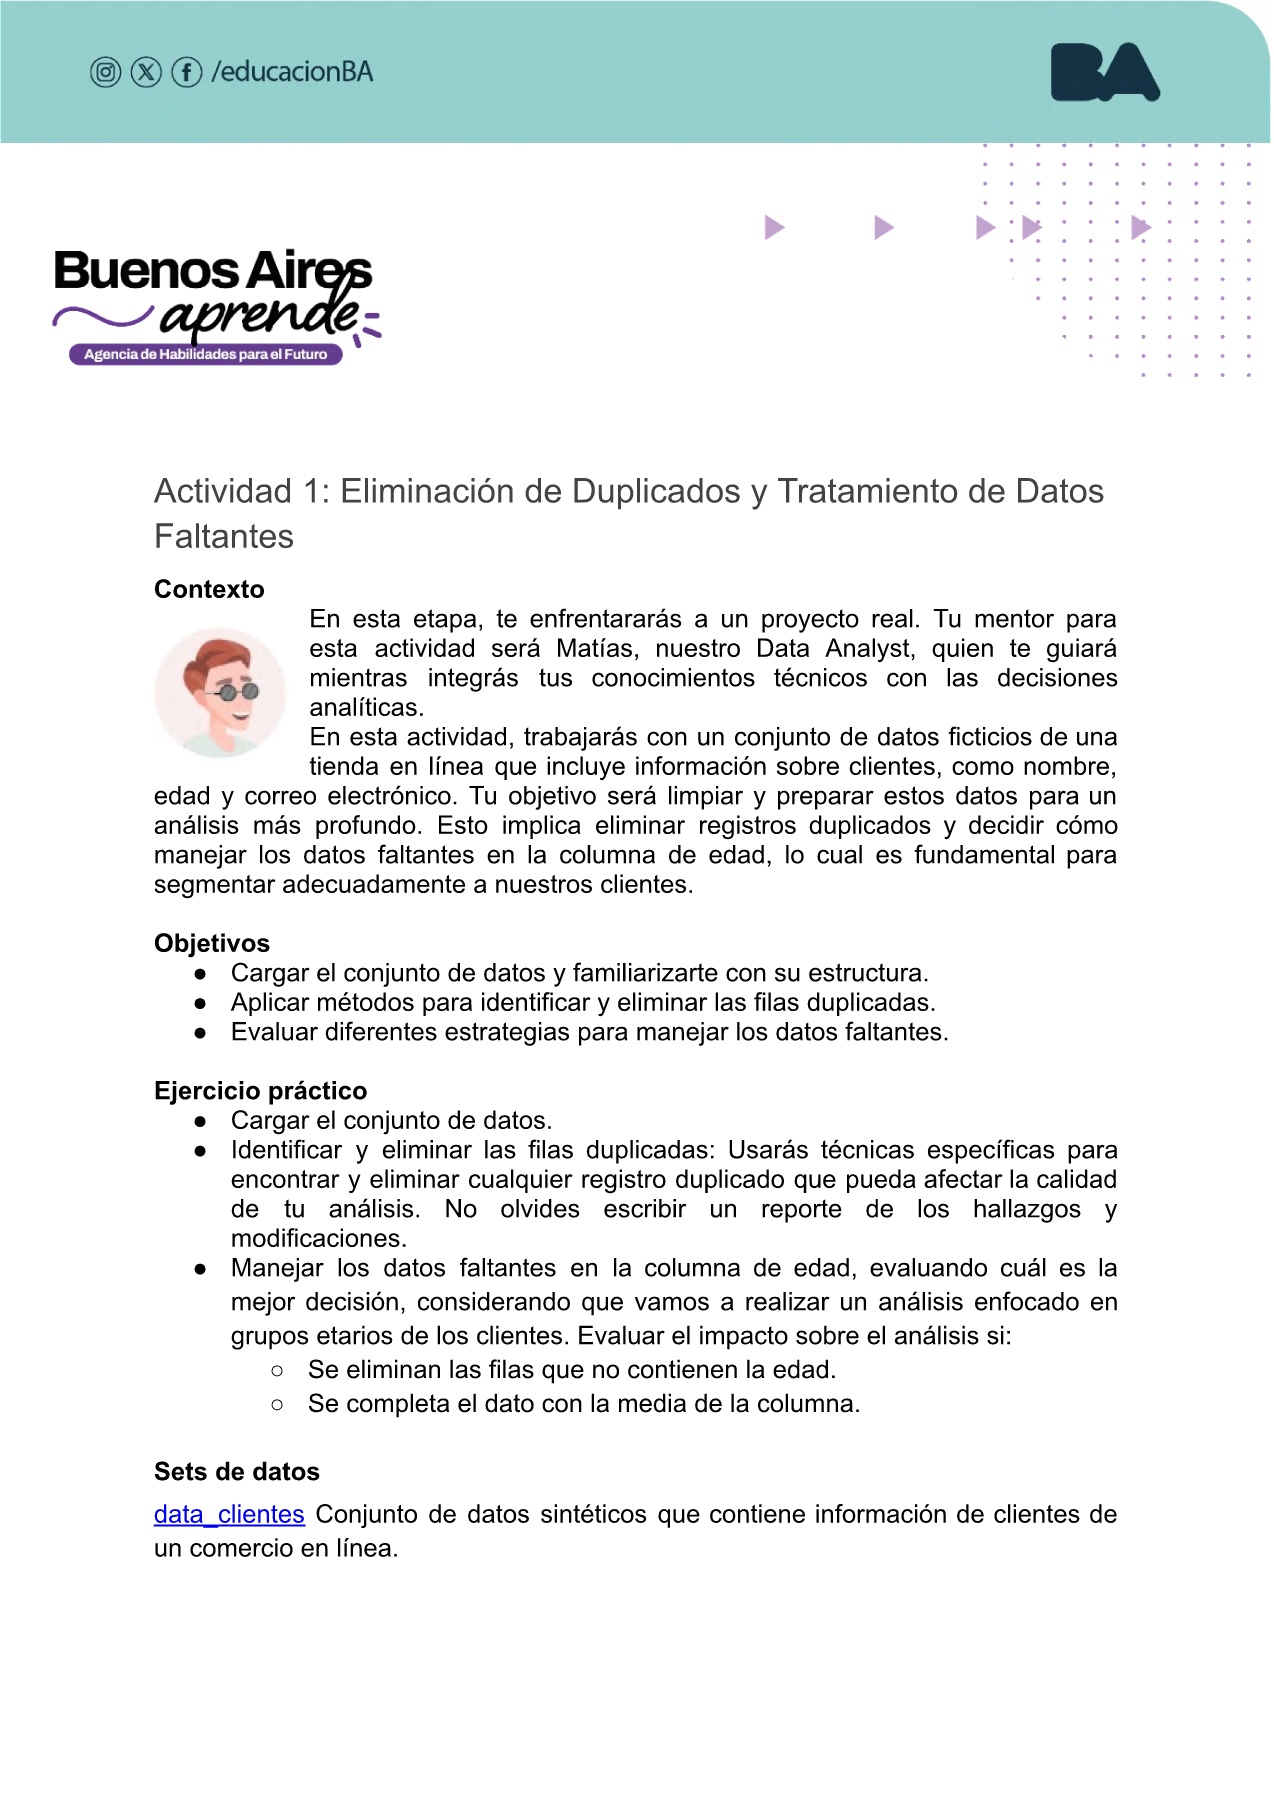 /educacionBA
BA
Buenos Aires
aprende
Agencia de Habilidades para el Futuro
Actividad 1: Eliminación de Duplicados y Tratamiento de Datos
Faltantes
Contexto
En esta etapa, te enfrentararás a un proyecto real. Tu mentor para
esta actividad será Matías, nuestro Data Analyst, quien te guiará
mientras integrás tus conocimientos técnicos con las decisiones
analíticas.
En esta actividad, trabajarás con un conjunto de datos ficticios de una
tienda en línea que incluye información sobre clientes, como nombre,
edad y correo electrónico. Tu objetivo será limpiar y preparar estos datos para un
análisis más profundo. Esto implica eliminar registros duplicados y decidir cómo
manejar los datos faltantes en la columna de edad, lo cual es fundamental para
segmentar adecuadamente a nuestros clientes.
Objetivos
● Cargar el conjunto de datos y familiarizarte con su estructura.
● Aplicar métodos para identificar y eliminar las filas duplicadas.
● Evaluar diferentes estrategias para manejar los datos faltantes.
Ejercicio práctico
● Cargar el conjunto de datos.
● Identificar y eliminar las filas duplicadas: Usarás técnicas específicas para
encontrar y eliminar cualquier registro duplicado que pueda afectar la calidad
de tu análisis. No olvides escribir un reporte de los hallazgos y
modificaciones.
● Manejar los datos faltantes en la columna de edad, evaluando cuál es la
mejor decisión, considerando que vamos a realizar un análisis enfocado en
grupos etarios de los clientes. Evaluar el impacto sobre el análisis si:
○ Se eliminan las filas que no contienen la edad.
○ Se completa el dato con la media de la columna.
Sets de datos
data_clientes Conjunto de datos sintéticos que contiene información de clientes de
un comercio en línea.